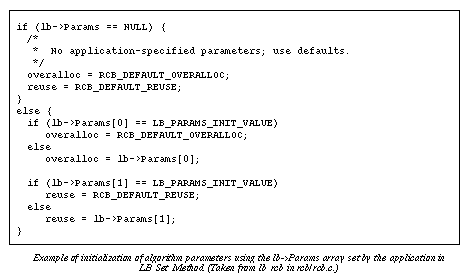 if (lb->Params == NULL) {
  /*
   *  No application-specified parameters; use defaults.
   */
  overalloc = RCB_DEFAULT_OVERALLOC;
  reuse = RCB_DEFAULT_REUSE;
}
else {
  if (lb->Params[0] == LB_PARAMS_INIT_VALUE)
     overalloc = RCB_DEFAULT_OVERALLOC;
  else
     overalloc = lb->Params[0];

  if (lb->Params[1] == LB_PARAMS_INIT_VALUE)
     reuse = RCB_DEFAULT_REUSE;
  else
     reuse = lb->Params[1];
}
Example of initialization of algorithm parameters using the lb->Params array set by the application in
LB Set Method (Taken from lb rcb in rcb/rcb.c.)